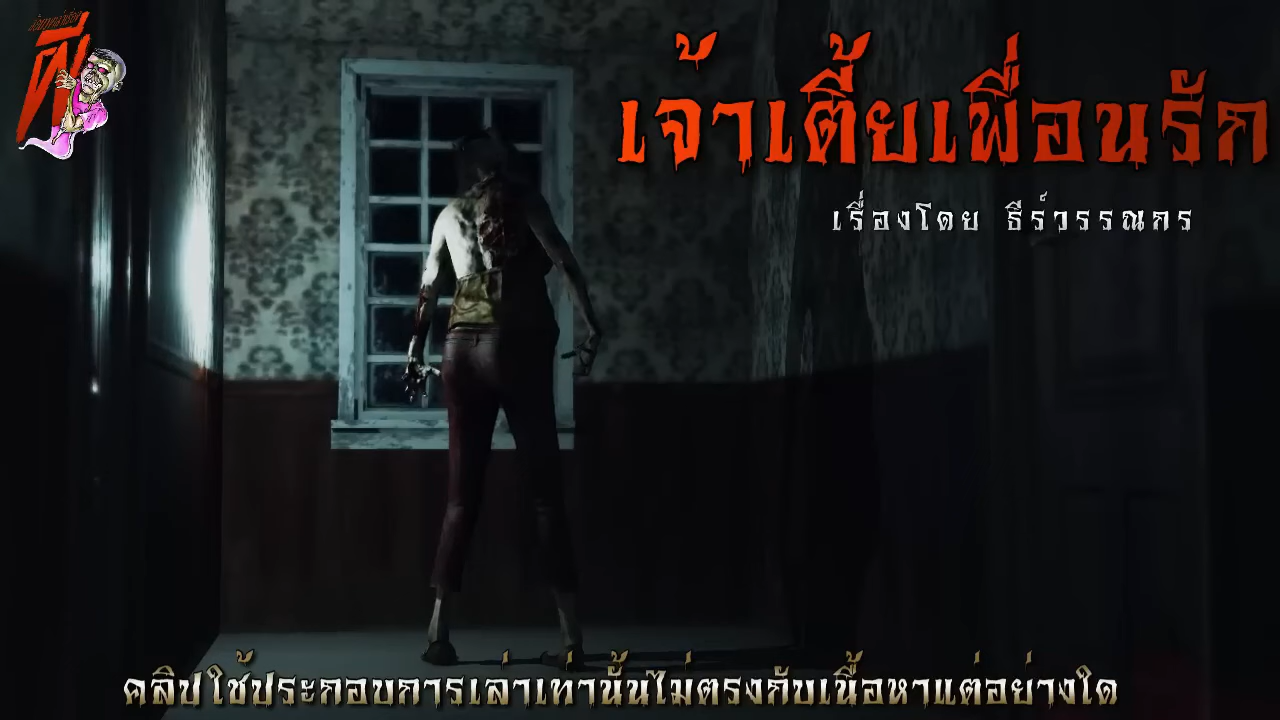 ผี
เจ้าเตี้ยเพื่อนรัก
เรื่องโดย ธีร์วรรณกร
คลิปใช้ประกอบการเล่าเท่านั้นไม่ตรงกับเนื้อหาแต่อย่างใด